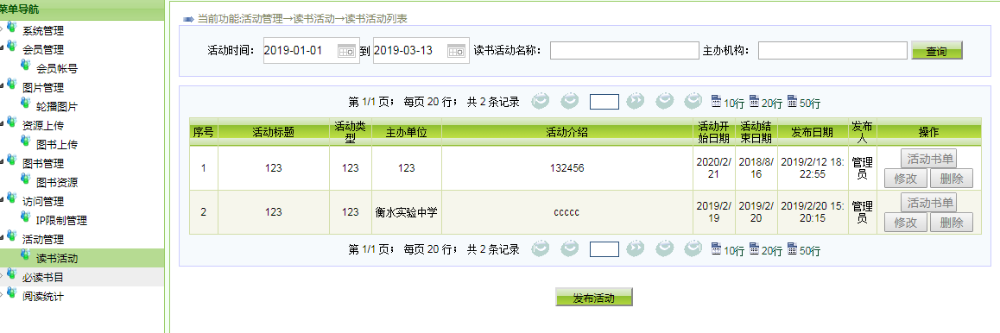 菜单导航
系统管理
会员管理
会员帐号
图片管理
轮播图片
资源上传
图书上传
图书管理
图书资源
访问管理
IP限制管理
活动管理
读书活动
必读书目
阅读统计
当前功能:活动管理→读书活动→读书活动列表
活动时间： 2019-01-01 到 2019-03-13 读书活动名称： 主办机构： 查询
第 1/1 页； 每页 20 行； 共 2 条记录 10行 20行 50行
序号 活动标题 活动类型 主办单位 活动介绍 活动开始日期 活动结束日期 发布日期 发布人 操作
1 123 123 123 132456 2020/2/21 2018/8/16 2019/2/12 18:22:55 管理员 活动书单 修改 删除
2 123 123 衡水实验中学 ccccc 2019/2/19 2019/2/20 2019/2/20 15:20:15 管理员 活动书单 修改 删除
第 1/1 页； 每页 20 行； 共 2 条记录 10行 20行 50行
发布活动